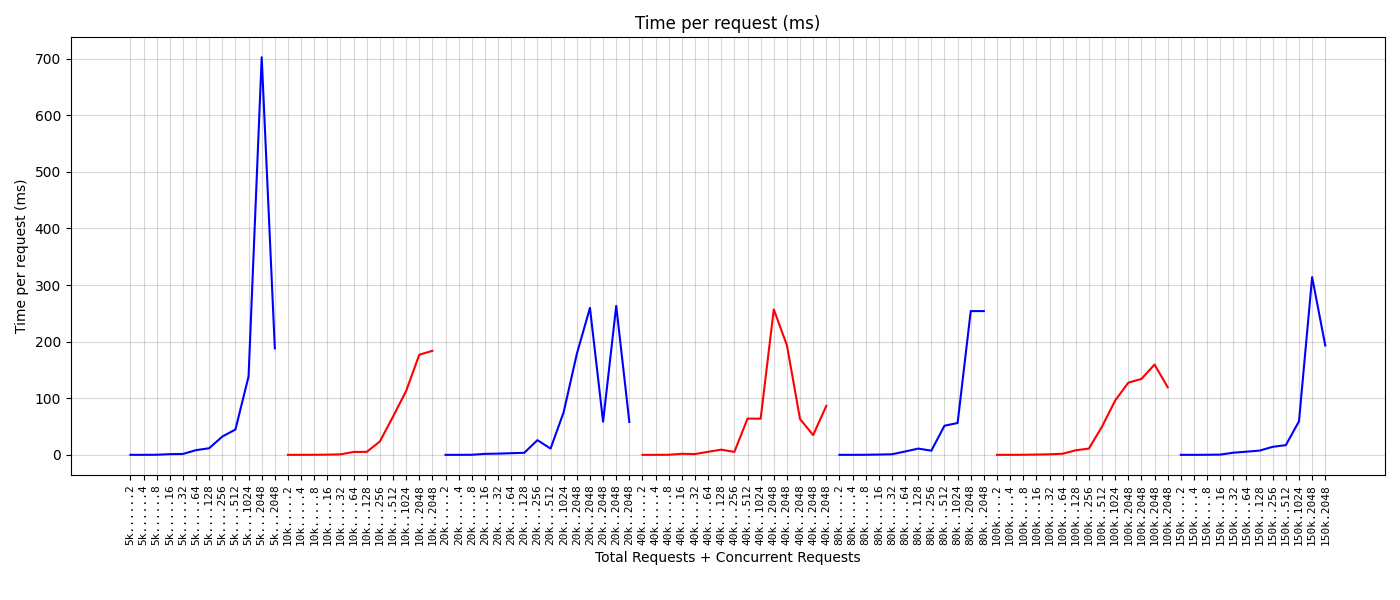 Time per request (ms)
Time per request (ms)
700
600
500
400
300
200
100
0
5k......2
5k......4
5k......8
5k.....16
5k.....32
5k.....64
5k....128
5k....256
5k....512
5k...1024
5k...2048
5k...2048
10k.....2
10k.....4
10k.....8
10k....16
10k....32
10k....64
10k...128
10k...256
10k...512
10k..1024
10k..2048
10k..2048
20k.....2
20k.....4
20k.....8
20k....16
20k....32
20k....64
20k...128
20k...256
20k...512
20k..1024
20k..2048
20k..2048
20k..2048
20k..2048
20k..2048
40k.....2
40k.....4
40k.....8
40k....16
40k....32
40k....64
40k...128
40k...256
40k...512
40k..1024
40k..2048
40k..2048
40k..2048
40k..2048
40k..2048
80k.....2
80k.....4
80k.....8
80k....16
80k....32
80k....64
80k...128
80k...256
80k...512
80k..1024
80k..2048
80k..2048
100k....2
100k....4
100k....8
100k...16
100k...32
100k...64
100k..128
100k..256
100k..512
100k.1024
100k.2048
100k.2048
100k.2048
100k.2048
150k....2
150k....4
150k....8
150k...16
150k...32
150k...64
150k..128
150k..256
150k..512
150k.1024
150k.2048
150k.2048
Total Requests + Concurrent Requests